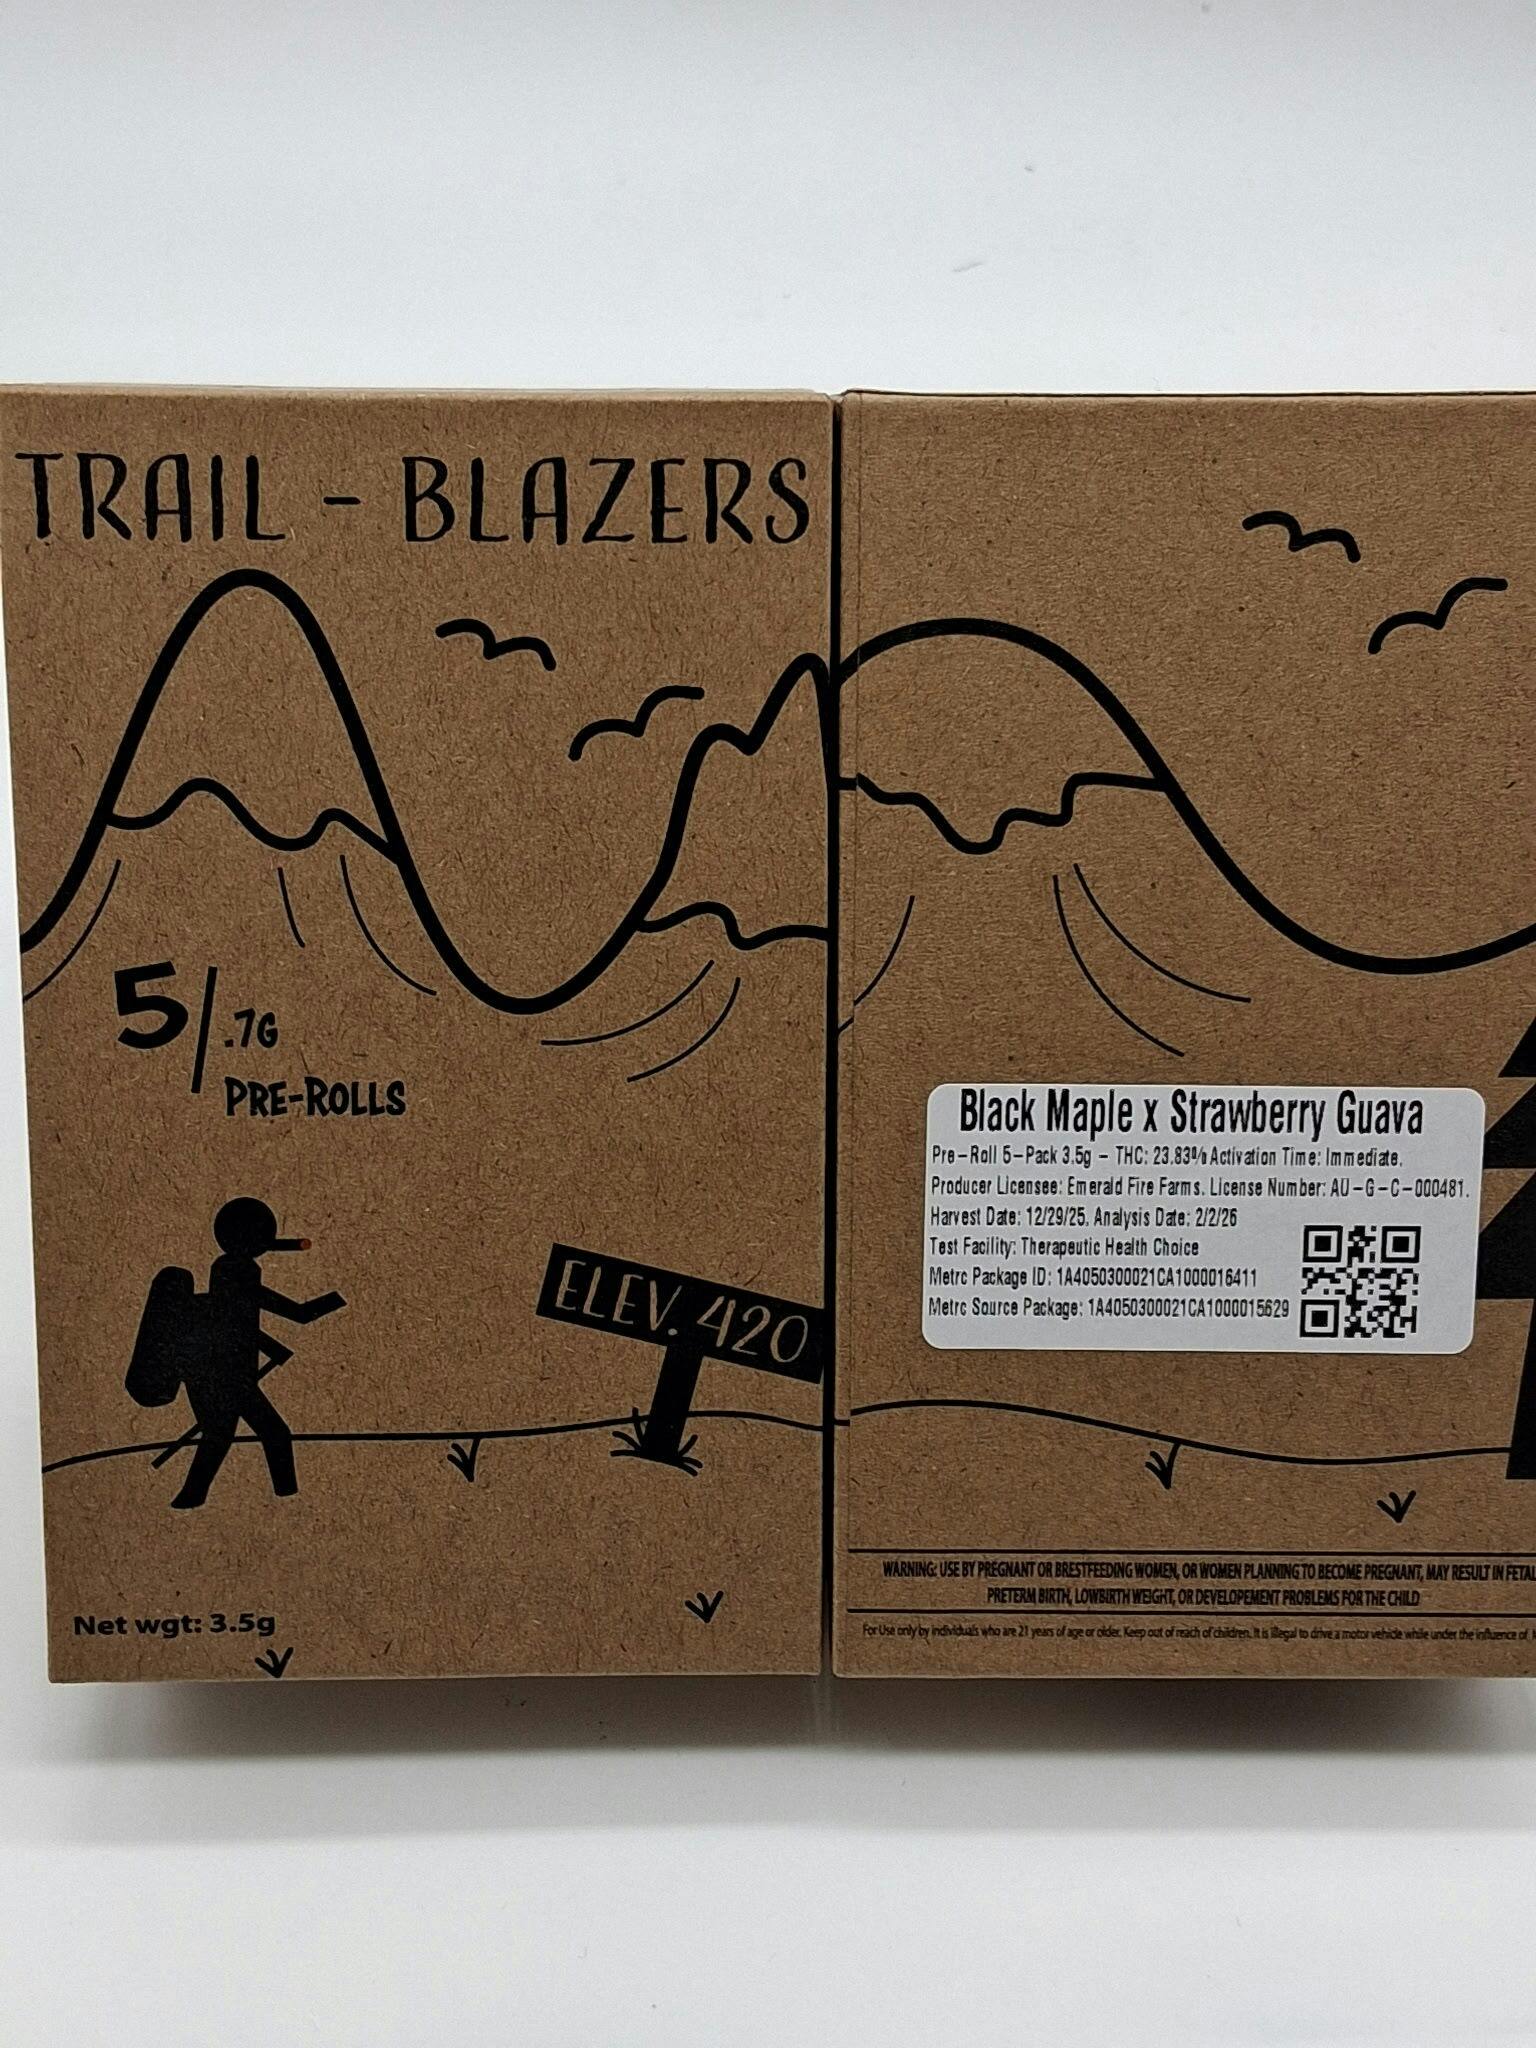 TRAIL - BLAZERS
5/.7G
PRE-ROLLS
ELEV. 420
Net wgt: 3.5g
Black Maple x Strawberry Guava
Pre-Roll 5-Pack 3.5g - THC: 23.83% Activation Time: Immediate.
Producer Licensee: Emerald Fire Farms. License Number: AU-G-C-000481.
Harvest Date: 12/29/25, Analysis Date: 2/2/26
Test Facility: Therapeutic Health Choice
Metrc Package ID: 1A4050300021CA1000016411
Metrc Source Package: 1A4050300021CA1000015629
WARNING: USE BY PREGNANT OR BRESTFEEDING WOMEN, OR WOMEN PLANNING TO BECOME PREGNANT, MAY RESULT IN FETAL
PRETERM BIRTH, LOWBIRTH WEIGHT, OR DEVELOPEMENT PROBLEMS FOR THE CHILD
For Use only by individuals who are 21 years of age or older. Keep out of reach of children. It is illegal to drive a motor vehicle while under the influence of